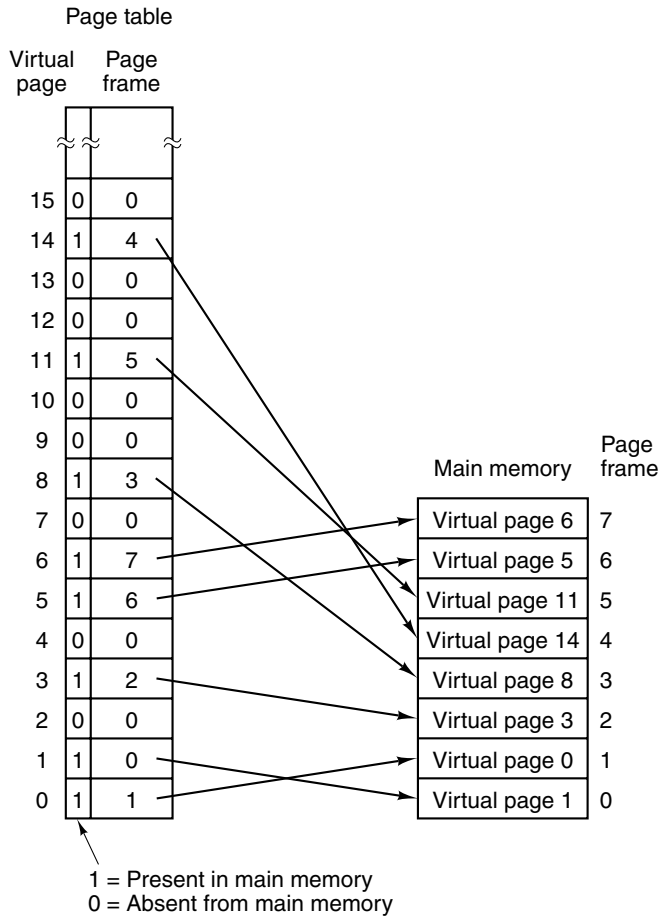 Page table
Virtual page
Page frame
15 0 0
14 1 4
13 0 0
12 0 0
11 1 5
10 0 0
9 0 0
8 1 3
7 0 0
6 1 7
5 1 6
4 0 0
3 1 2
2 0 0
1 1 0
0 1 1
1 = Present in main memory
0 = Absent from main memory
Main memory
Page frame
Virtual page 6 7
Virtual page 5 6
Virtual page 11 5
Virtual page 14 4
Virtual page 8 3
Virtual page 3 2
Virtual page 0 1
Virtual page 1 0